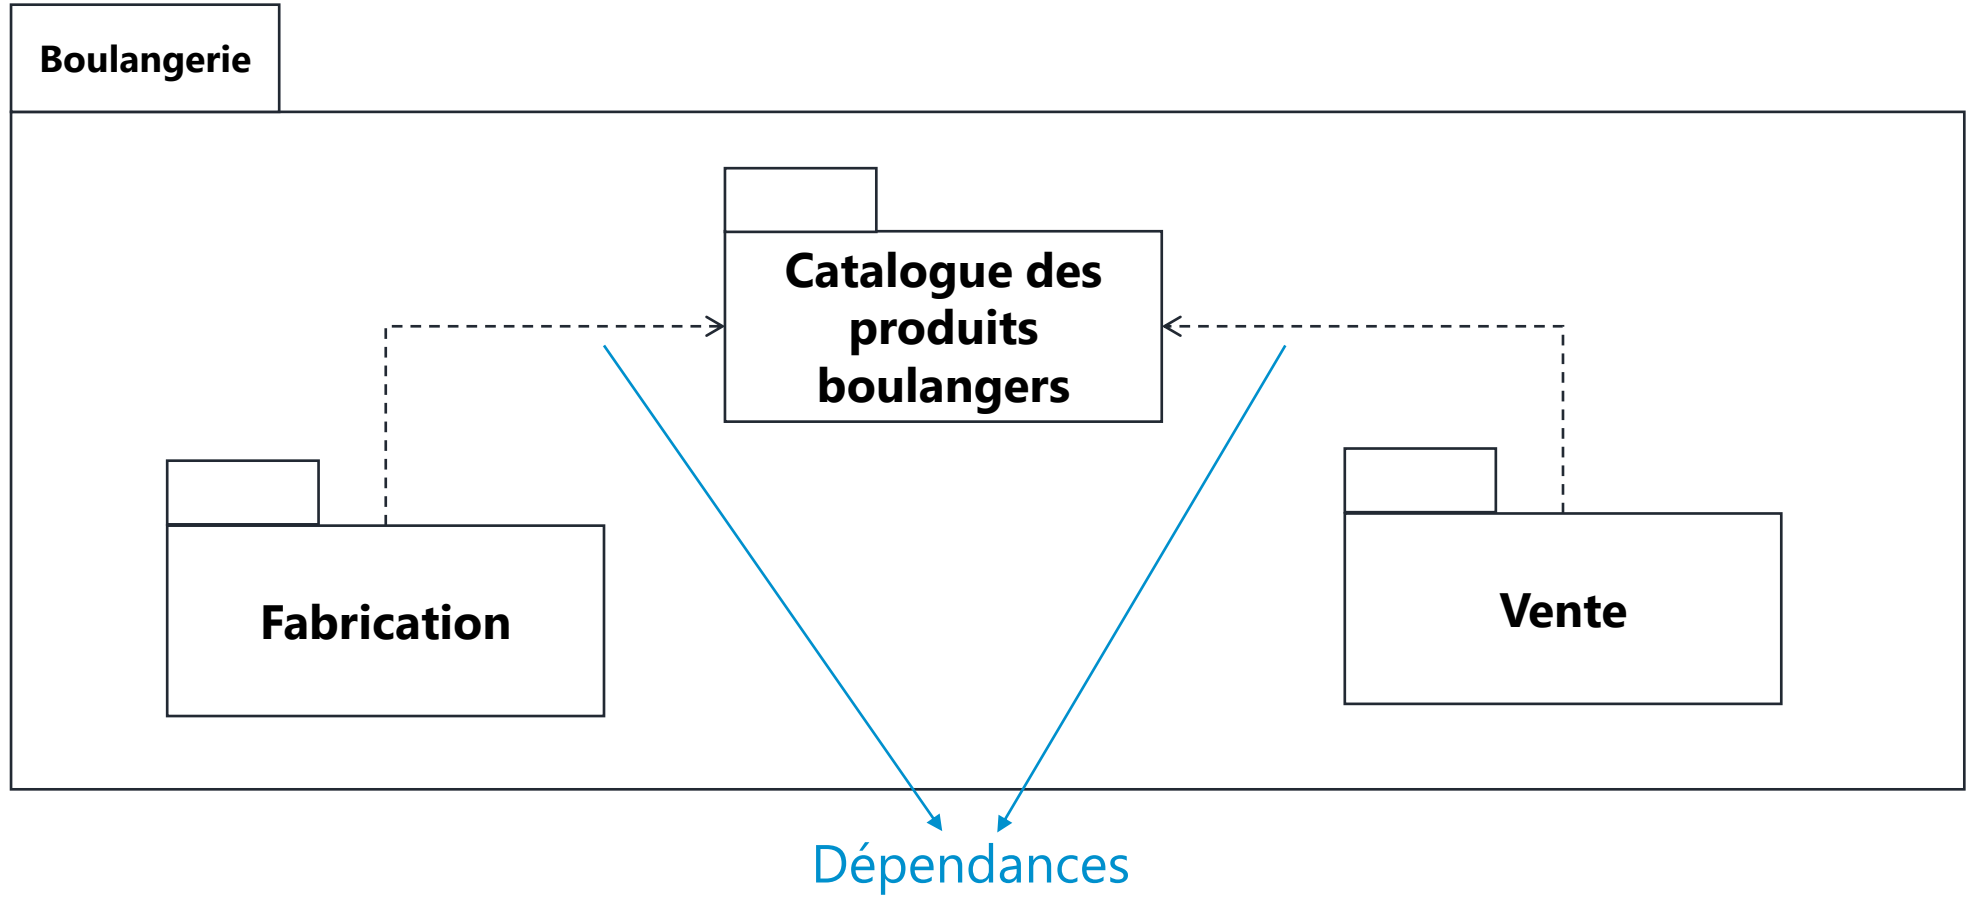 Boulangerie
Catalogue des
produits
boulangers
Fabrication
Vente
Dépendances